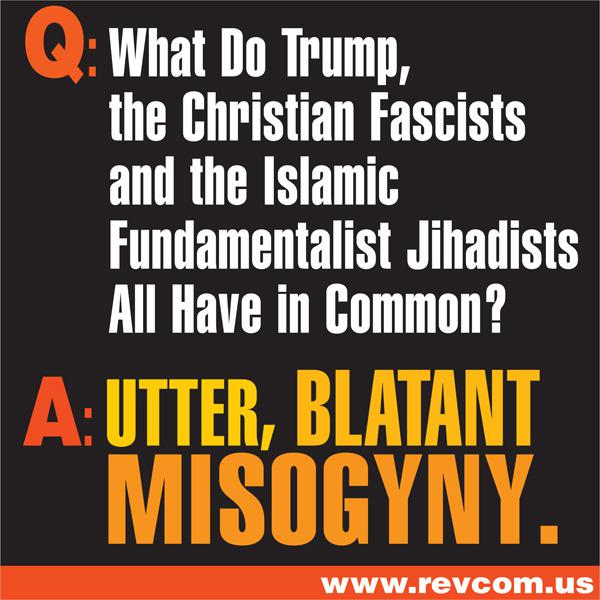 Q: What Do Trump,
the Christian Fascists
and the Islamic
Fundamentalist Jihadists
All Have in Common?
A: UTTER, BLATANT
MISOGYNY.
www.revcom.us